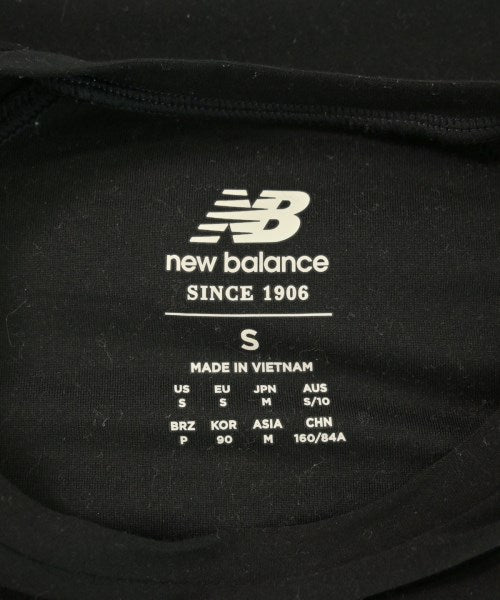 NB
new balance
SINCE 1906
S
MADE IN VIETNAM
US EU JPN AUS
S S M S/10
BRZ KOR ASIA CHN
P 90 M 160/84A